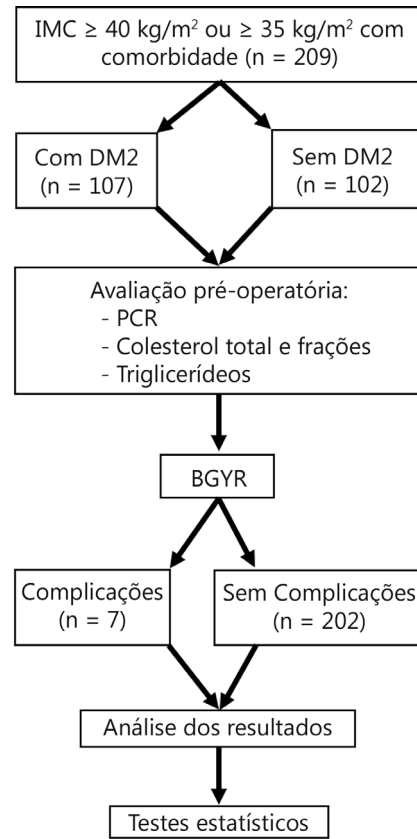 IMC ≥ 40 kg/m² ou ≥ 35 kg/m² com
comorbidade (n = 209)
Com DM2
(n = 107)
Sem DM2
(n = 102)
Avaliação pré-operatória:
- PCR
- Colesterol total e frações
- Triglicerídeos
BGYR
Complicações
(n = 7)
Sem Complicações
(n = 202)
Análise dos resultados
Testes estatísticos